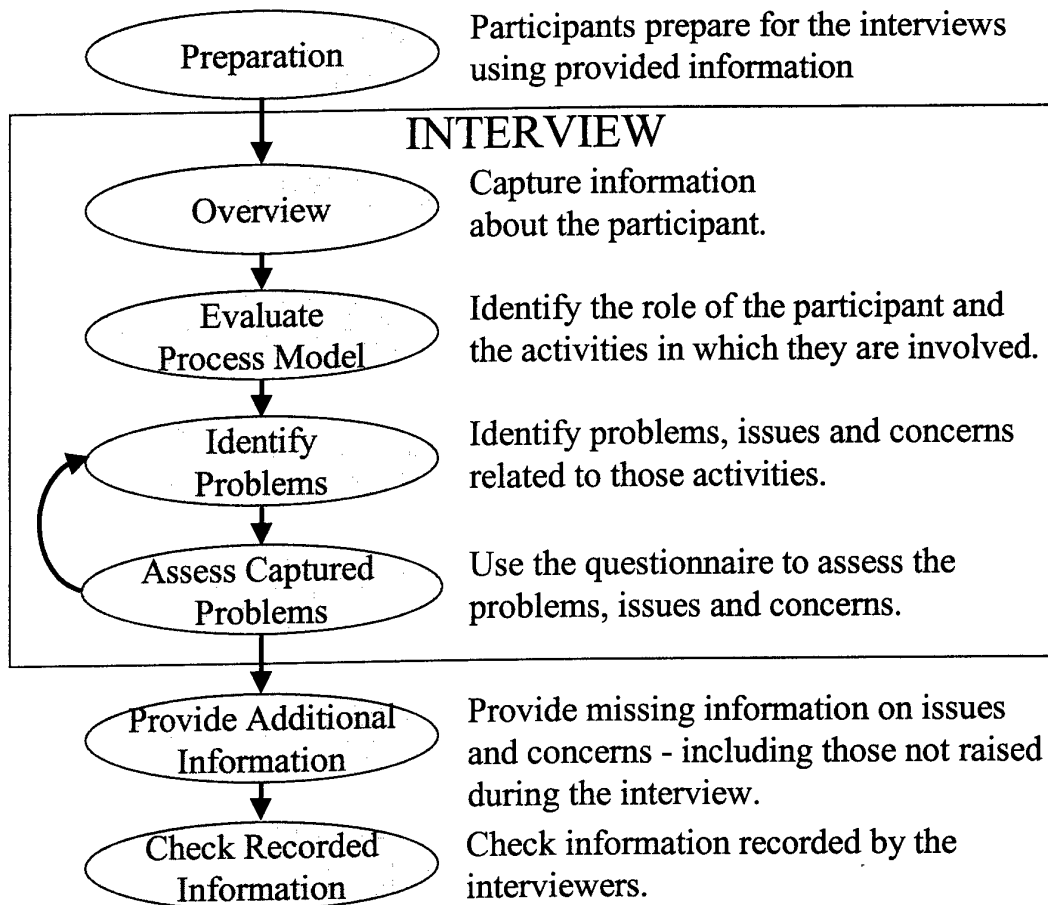 Preparation
Participants prepare for the interviews
using provided information
INTERVIEW
Overview
Capture information
about the participant.
Evaluate
Process Model
Identify the role of the participant and
the activities in which they are involved.
Identify
Problems
Identify problems, issues and concerns
related to those activities.
Assess Captured
Problems
Use the questionnaire to assess the
problems, issues and concerns.
Provide Additional
Information
Provide missing information on issues
and concerns - including those not raised
during the interview.
Check Recorded
Information
Check information recorded by the
interviewers.